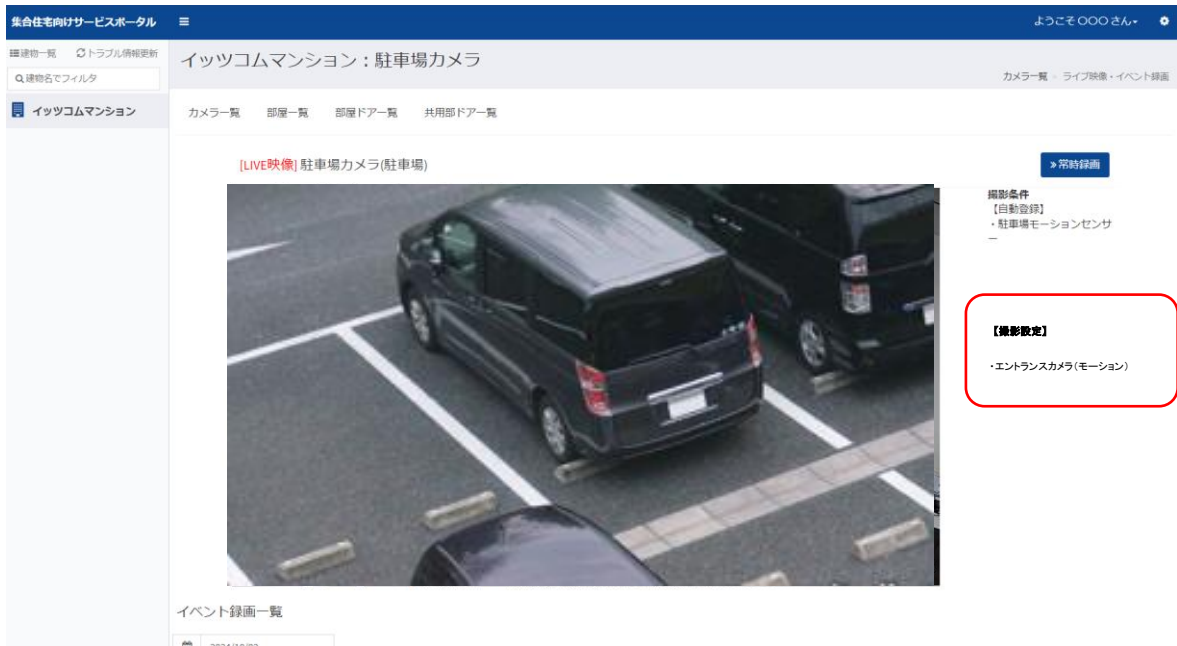 集合住宅向けサービスポータル
ようこそ〇〇〇さん
建物一覧 トラブル情報更新
建物名でフィルタ
イッツコムマンション
イッツコムマンション：駐車場カメラ
カメラ一覧 ライブ映像・イベント録画
カメラ一覧 部屋一覧 部屋ドア一覧 共用部ドア一覧
[LIVE映像] 駐車場カメラ(駐車場)
» 常時録画
撮影条件
【自動登録】
・駐車場モーションセンサ
ー
【撮影設定】
・エントランスカメラ（モーション）
イベント録画一覧